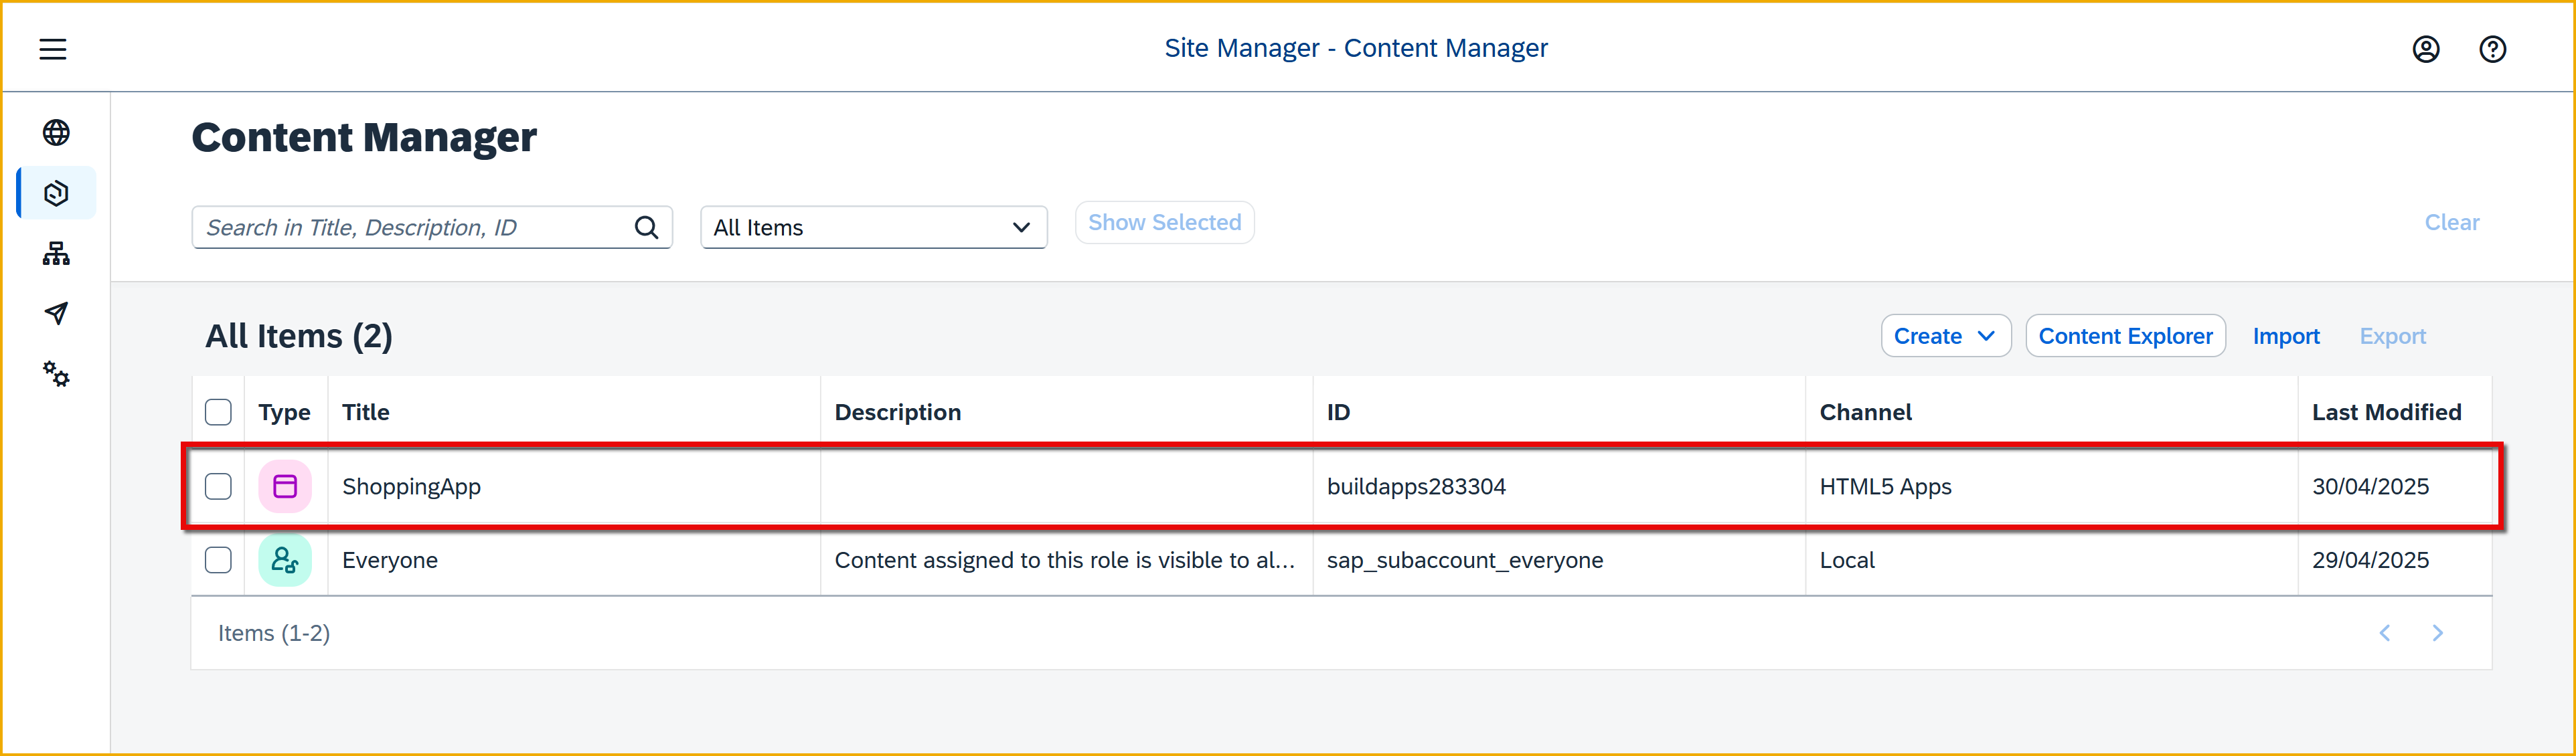 Site Manager - Content Manager
Content Manager
Search in Title, Description, ID
All Items
Show Selected
Clear
All Items (2)
Create
Content Explorer
Import
Export
Type Title Description ID Channel Last Modified
ShoppingApp buildapps283304 HTML5 Apps 30/04/2025
Everyone Content assigned to this role is visible to al... sap_subaccount_everyone Local 29/04/2025
Items (1-2)